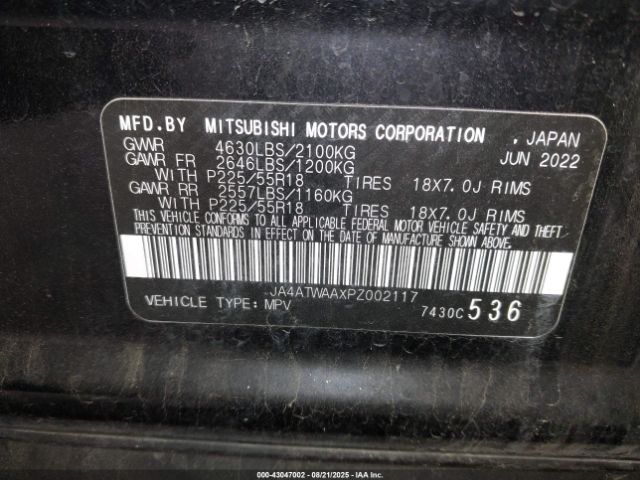 MFD.BY MITSUBISHI MOTORS CORPORATION , JAPAN
GVWR 4630LBS/2100KG JUN 2022
GAWR FR 2646LBS/1200KG
WITH P225/55R18 TIRES 18X7.0J RIMS
GAWR RR 2557LBS/1160KG
WITH P225/55R18 TIRES 18X7.0J RIMS
THIS VEHICLE CONFORMS TO ALL APPLICABLE FEDERAL MOTOR VEHICLE SAFETY AND THEFT
PREVENTION STANDARDS IN EFFECT ON THE DATE OF MANUFACTURE SHOWN ABOVE.
JA4ATWAAXPZ002117
VEHICLE TYPE: MPV 7430C 536
000-43047002 - 08/21/2025 - IAAI.com